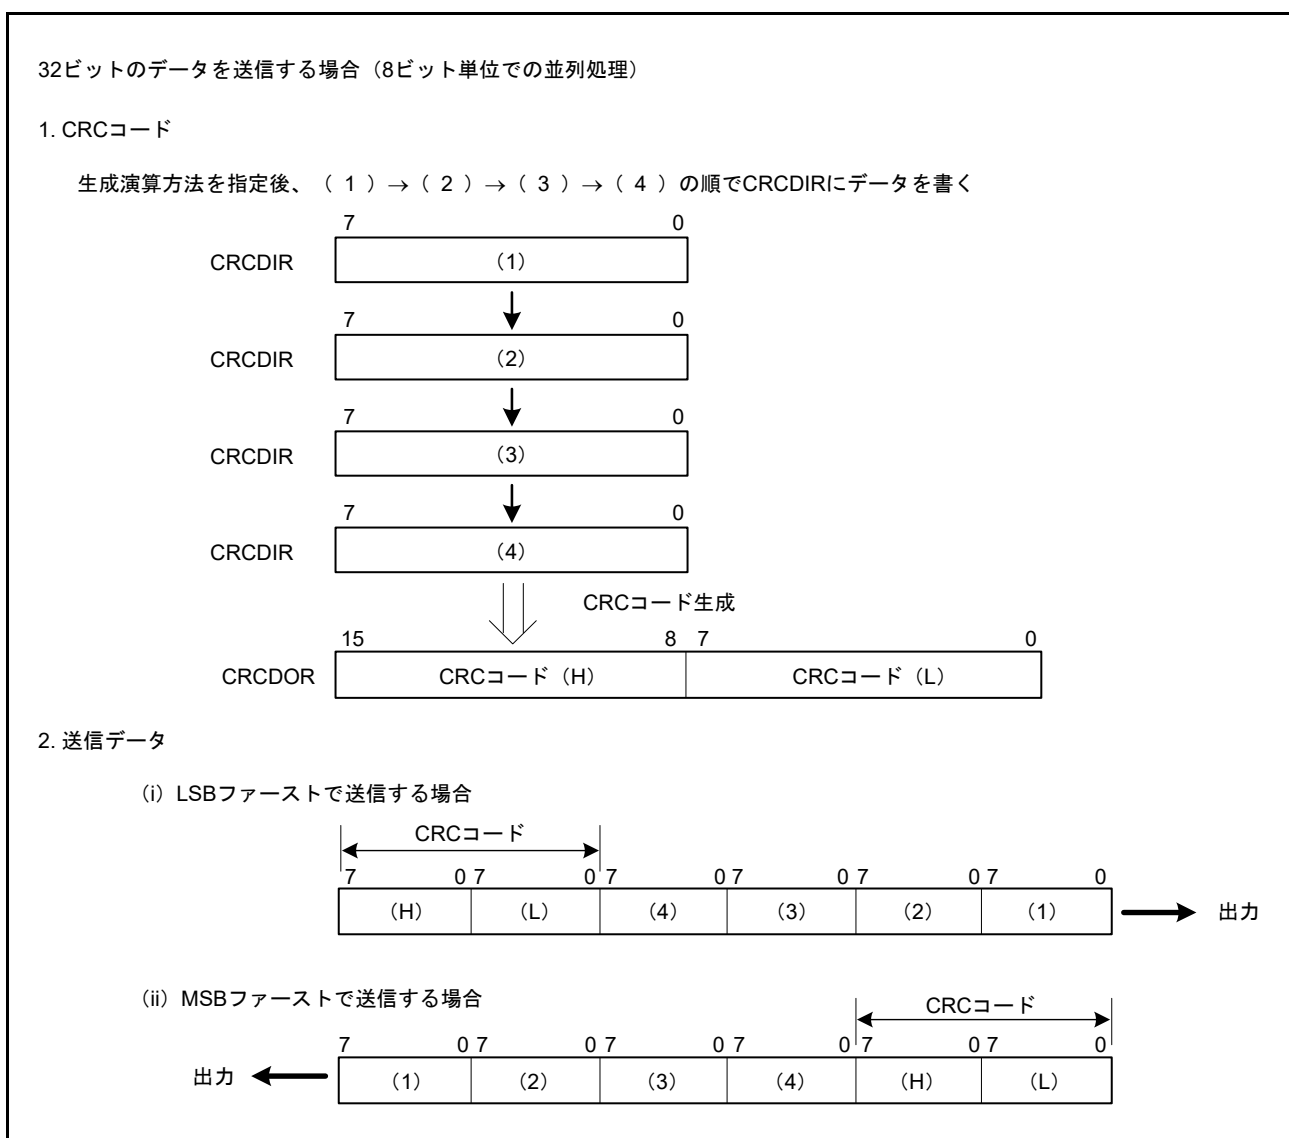 32ビットのデータを送信する場合（8ビット単位での並列処理）
1. CRCコード
生成演算方法を指定後、（ 1 ）→（ 2 ）→（ 3 ）→（ 4 ）の順でCRCDIRにデータを書く
7 0
CRCDIR （1）
7 0
CRCDIR （2）
7 0
CRCDIR （3）
7 0
CRCDIR （4）
CRCコード生成
15 8 7 0
CRCDOR CRCコード（H） CRCコード（L）
2. 送信データ
（i）LSBファーストで送信する場合
CRCコード
7 0 7 0 7 0 7 0 7 0 7 0
（H） （L） （4） （3） （2） （1） 出力
（ii）MSBファーストで送信する場合
CRCコード
7 0 7 0 7 0 7 0 7 0 7 0
出力 （1） （2） （3） （4） （H） （L）